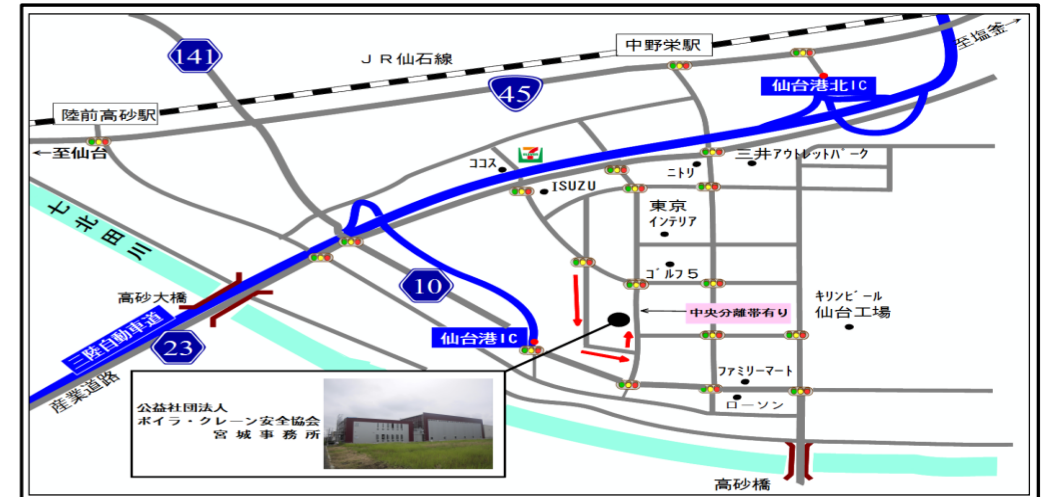 141
ＪＲ仙石線
中野栄駅
至塩釜
仙台港北IC
45
陸前高砂駅
←至仙台
三井アウトレットパーク
ココス
ニトリ
ISUZU
東京
インテリア
七北田川
ゴルフ５
10
高砂大橋
中央分離帯有り
キリンビール
仙台工場
仙台港IC
三陸自動車道
23
産業道路
ファミリーマート
ローソン
公益社団法人
ボイラ・クレーン安全協会
宮城事務所
高砂橋